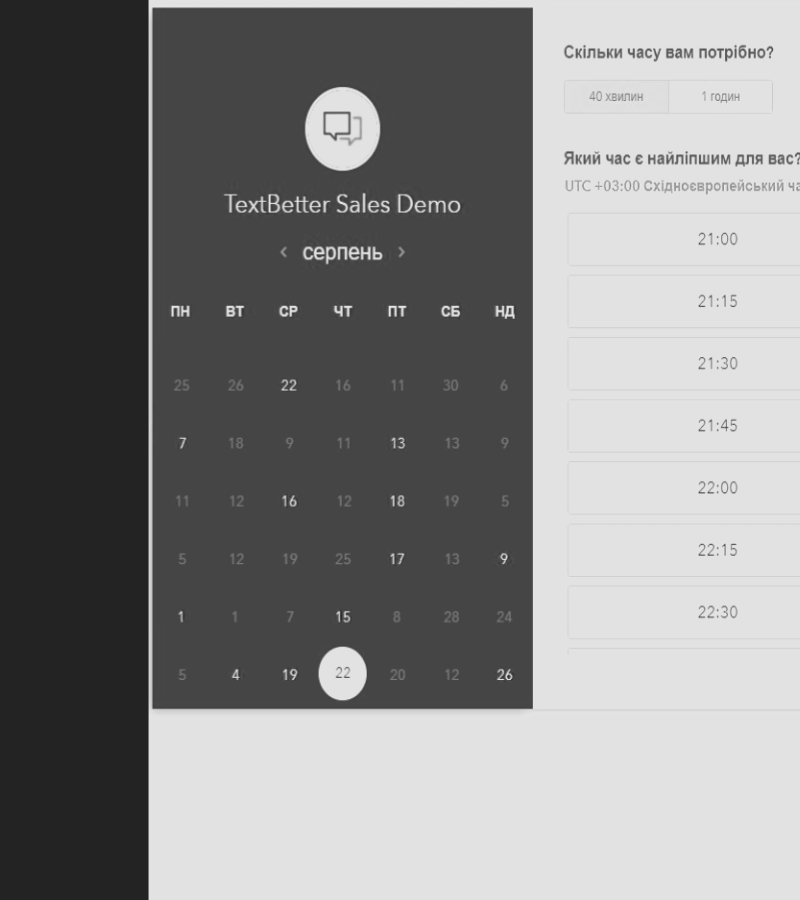 TextBetter Sales Demo
‹ серпень ›
ПН ВТ СР ЧТ ПТ СБ НД
25 26 22 16 11 30 6
7 18 9 11 13 13 9
11 12 16 12 18 19 5
5 12 19 25 17 13 9
1 1 7 15 8 28 24
5 4 19 22 20 12 26
Скільки часу вам потрібно?
40 хвилин 1 годин
Який час є найліпшим для вас?
UTC +03:00 Східноєвропейський
21:00
21:15
21:30
21:45
22:00
22:15
22:30